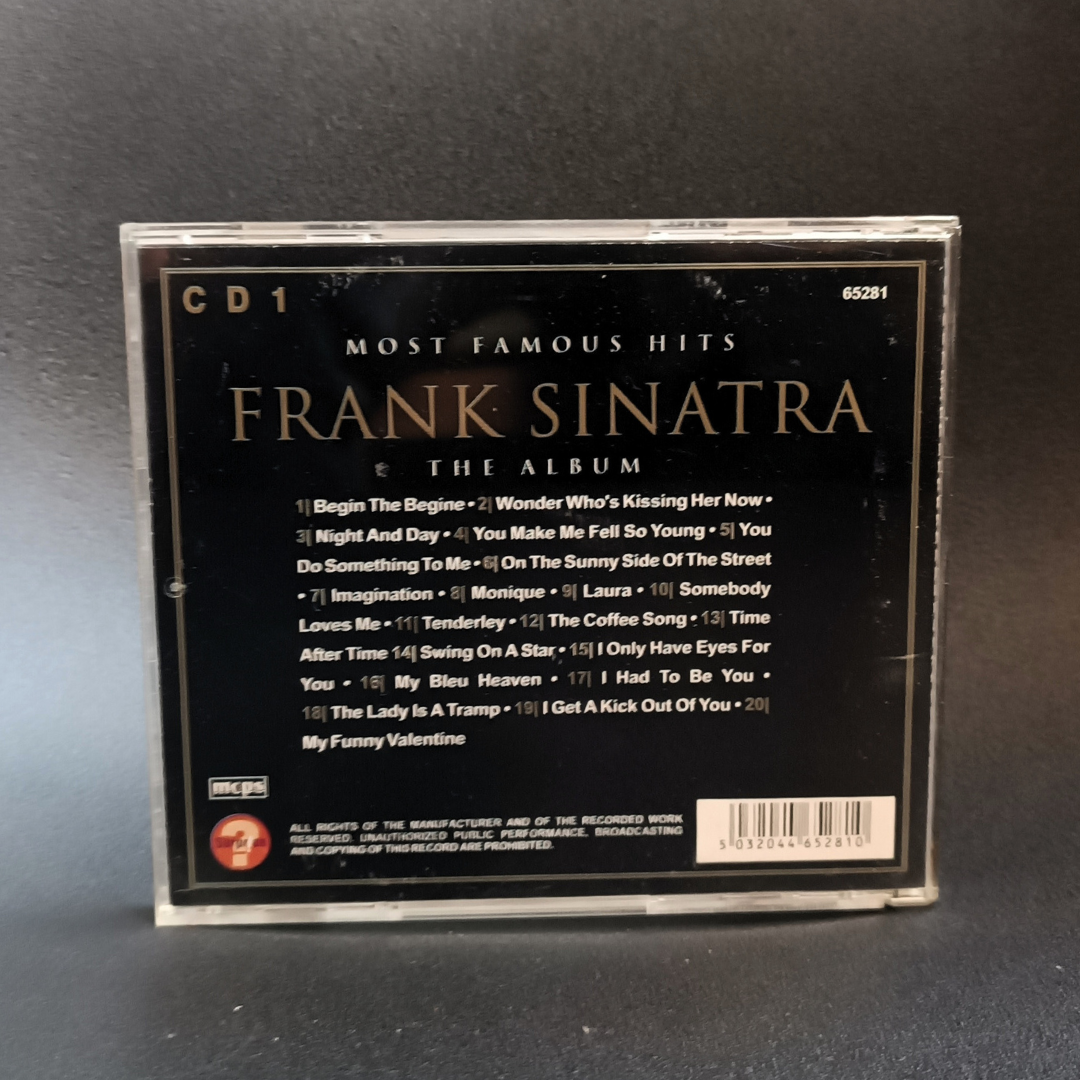 CD1
65281
MOST FAMOUS HITS
FRANK SINATRA
THE ALBUM
1| Begin The Begine • 2| Wonder Who's Kissing Her Now •
3| Night And Day • 4| You Make Me Fell So Young • 5| You
Do Something To Me • 6| On The Sunny Side Of The Street
• 7| Imagination • 8| Monique • 9| Laura • 10| Somebody
Loves Me • 11| Tenderley • 12| The Coffee Song • 13| Time
After Time 14| Swing On A Star • 15| I Only Have Eyes For
You • 16| My Bleu Heaven • 17| I Had To Be You •
18| The Lady Is A Tramp • 19| I Get A Kick Out Of You • 20|
My Funny Valentine
mcps
ALL RIGHTS OF THE MANUFACTURER AND OF THE RECORDED WORK
RESERVED. UNAUTHORIZED PUBLIC PERFORMANCE, BROADCASTING
AND COPYING OF THIS RECORD ARE PROHIBITED.
5 032044 652810